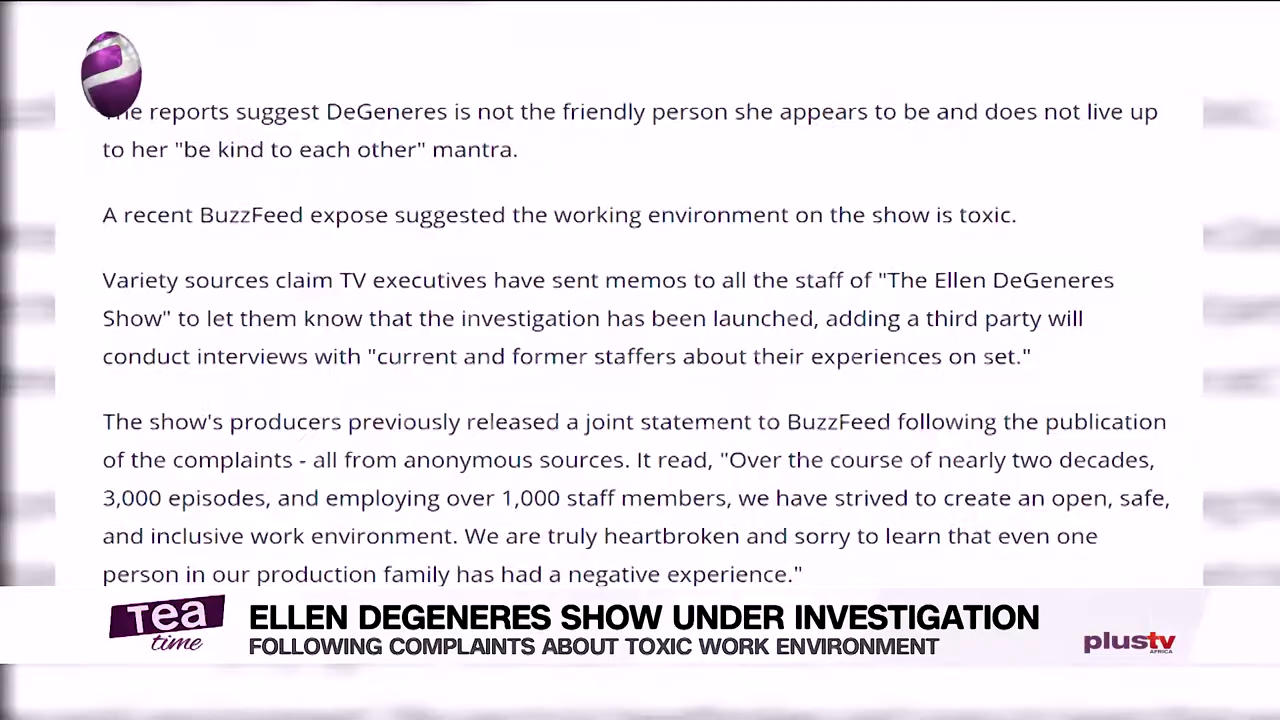 The reports suggest DeGeneres is not the friendly person she appears to be and does not live up
to her "be kind to each other" mantra.
A recent BuzzFeed expose suggested the working environment on the show is toxic.
Variety sources claim TV executives have sent memos to all the staff of "The Ellen DeGeneres
Show" to let them know that the investigation has been launched, adding a third party will
conduct interviews with "current and former staffers about their experiences on set."
The show's producers previously released a joint statement to BuzzFeed following the publication
of the complaints - all from anonymous sources. It read, "Over the course of nearly two decades,
3,000 episodes, and employing over 1,000 staff members, we have strived to create an open, safe,
and inclusive work environment. We are truly heartbroken and sorry to learn that even one
person in our production family has had a negative experience."
Tea
time
ELLEN DEGENERES SHOW UNDER INVESTIGATION
FOLLOWING COMPLAINTS ABOUT TOXIC WORK ENVIRONMENT
plustv
AFRICA